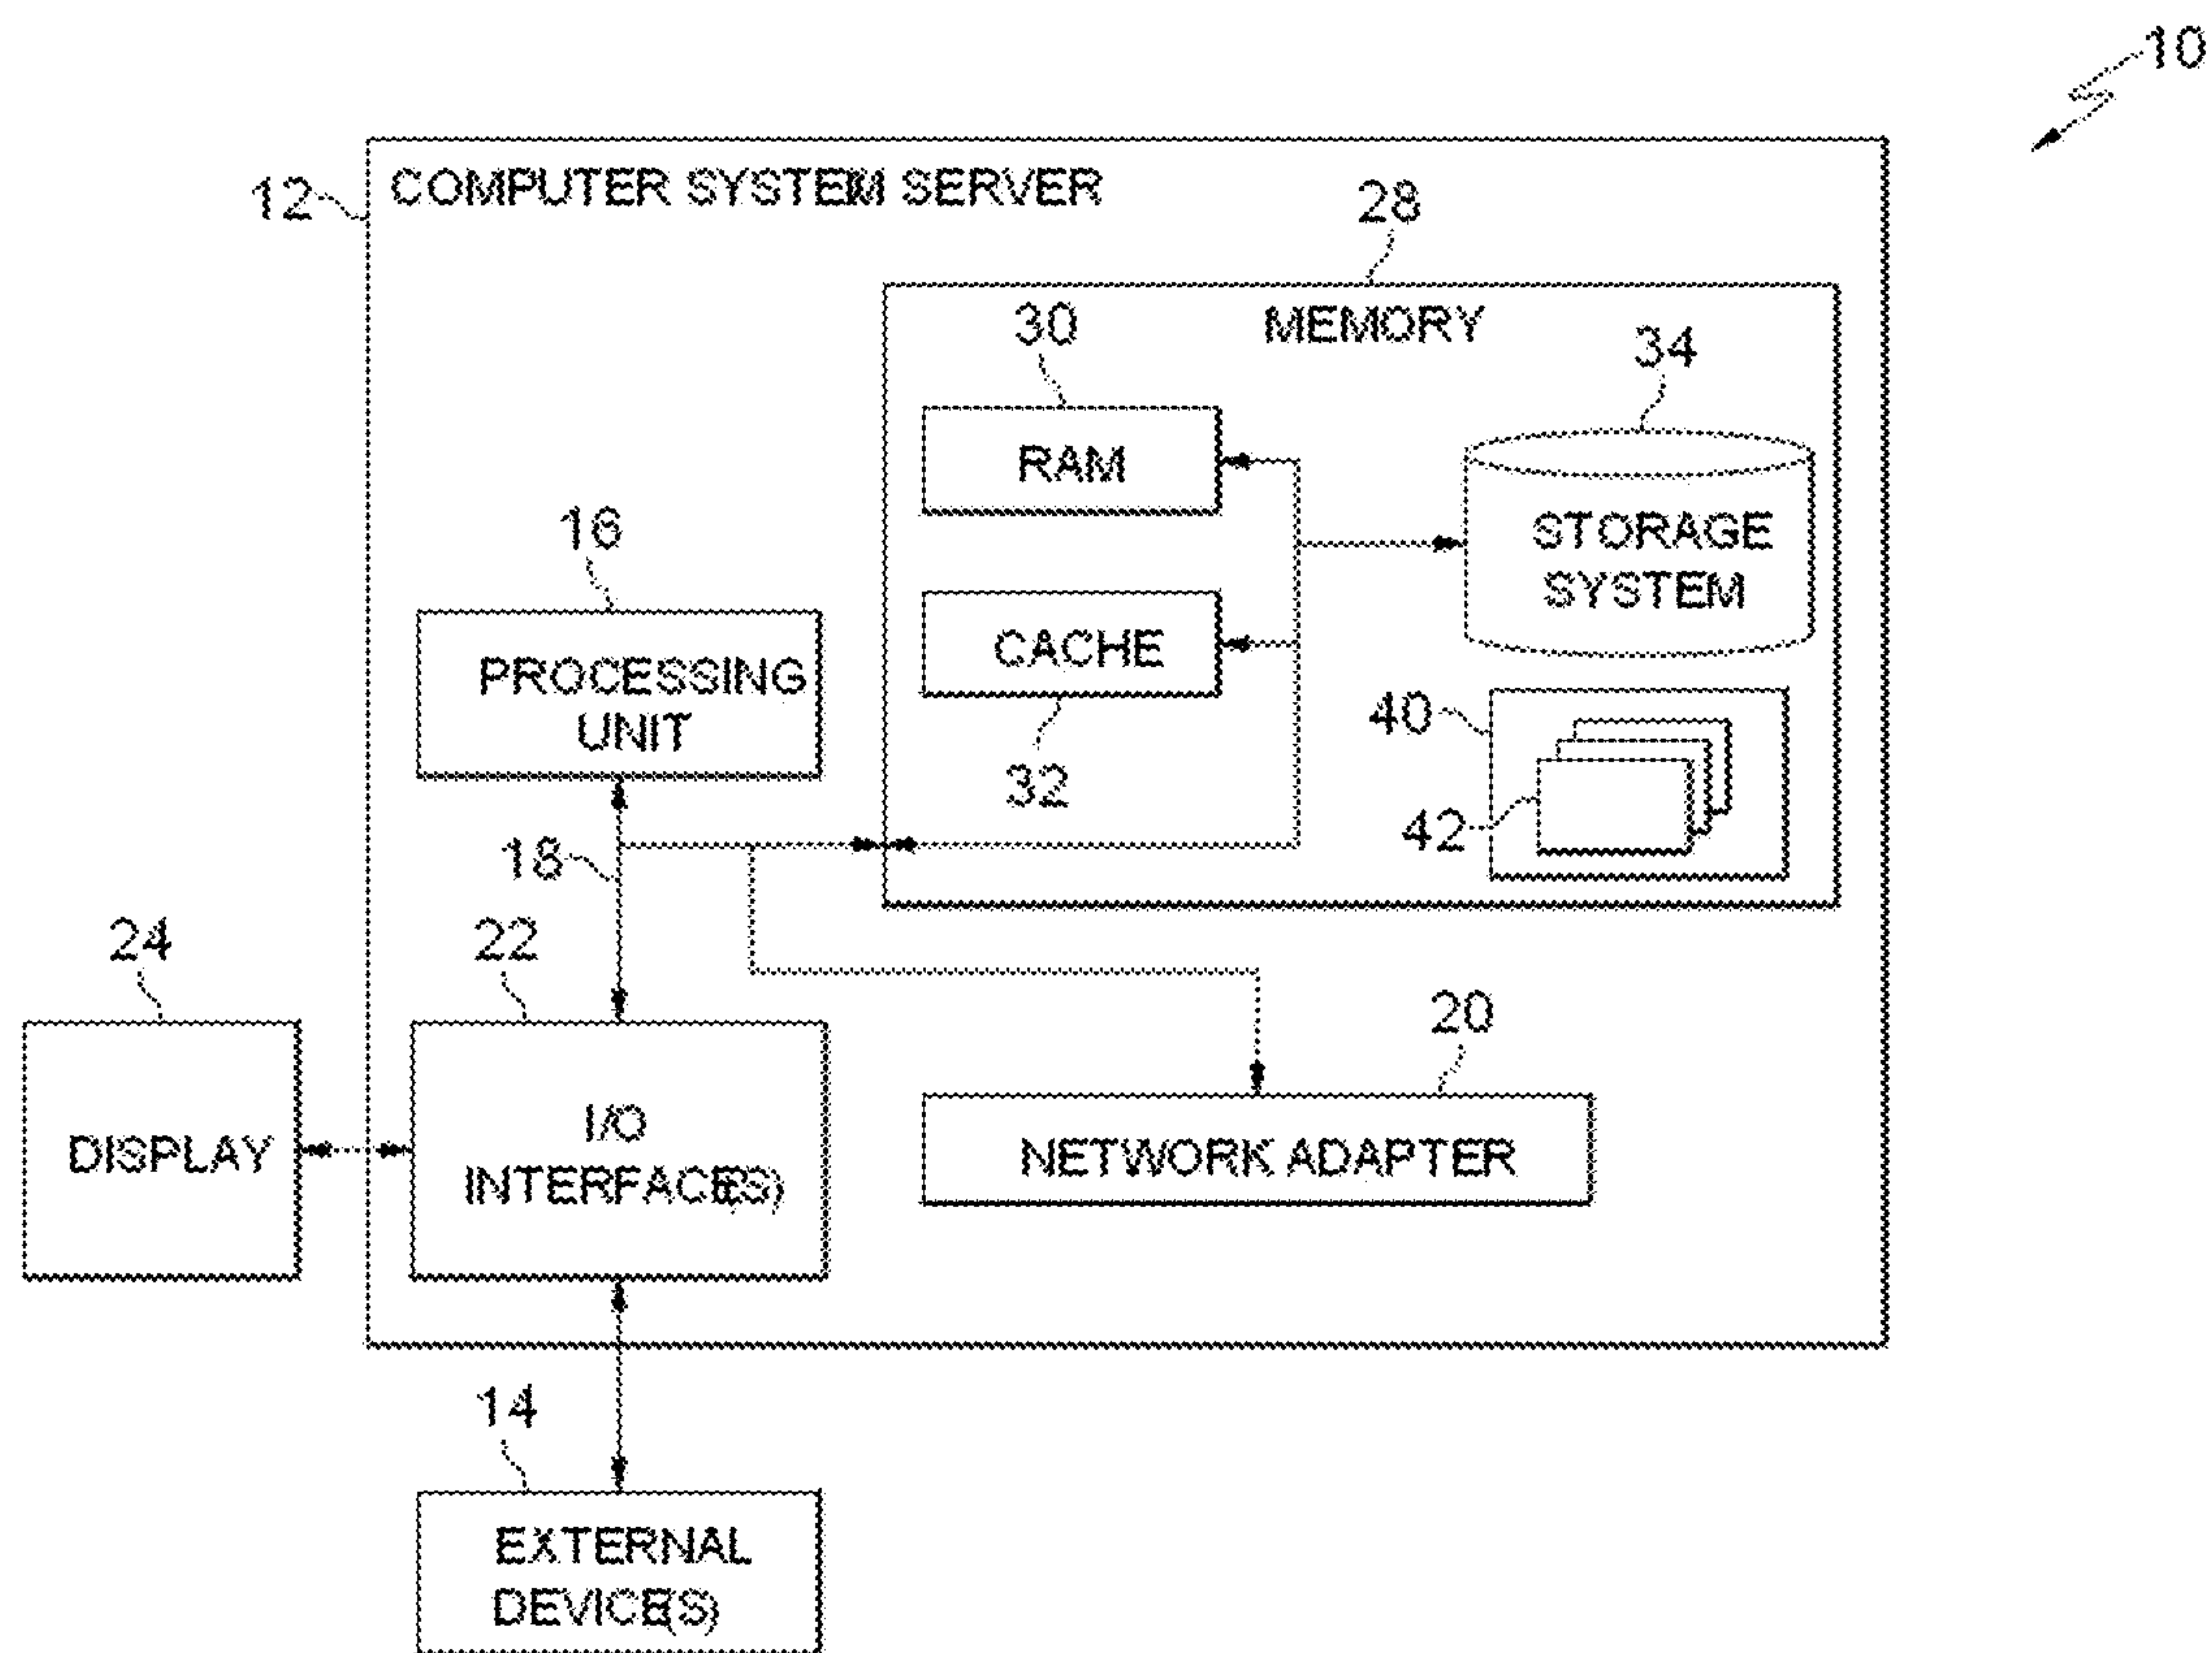 10
12
COMPUTER SYSTEM SERVER
28
MEMORY
30
34
RAM
STORAGE
SYSTEM
16
CACHE
PROCESSING
UNIT
32
40
42
18
24
22
20
DISPLAY
I/O
INTERFACE(S)
NETWORK ADAPTER
14
EXTERNAL
DEVICE(S)